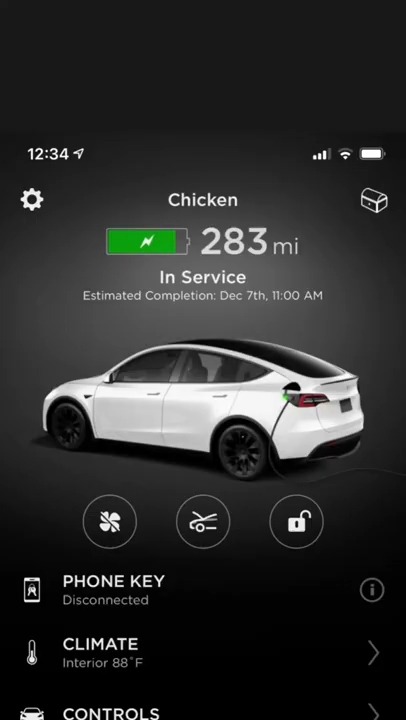 12:34
Chicken
283 mi
In Service
Estimated Completion: Dec 7th, 11:00 AM
PHONE KEY
Disconnected
CLIMATE
Interior 88°F
CONTROLS